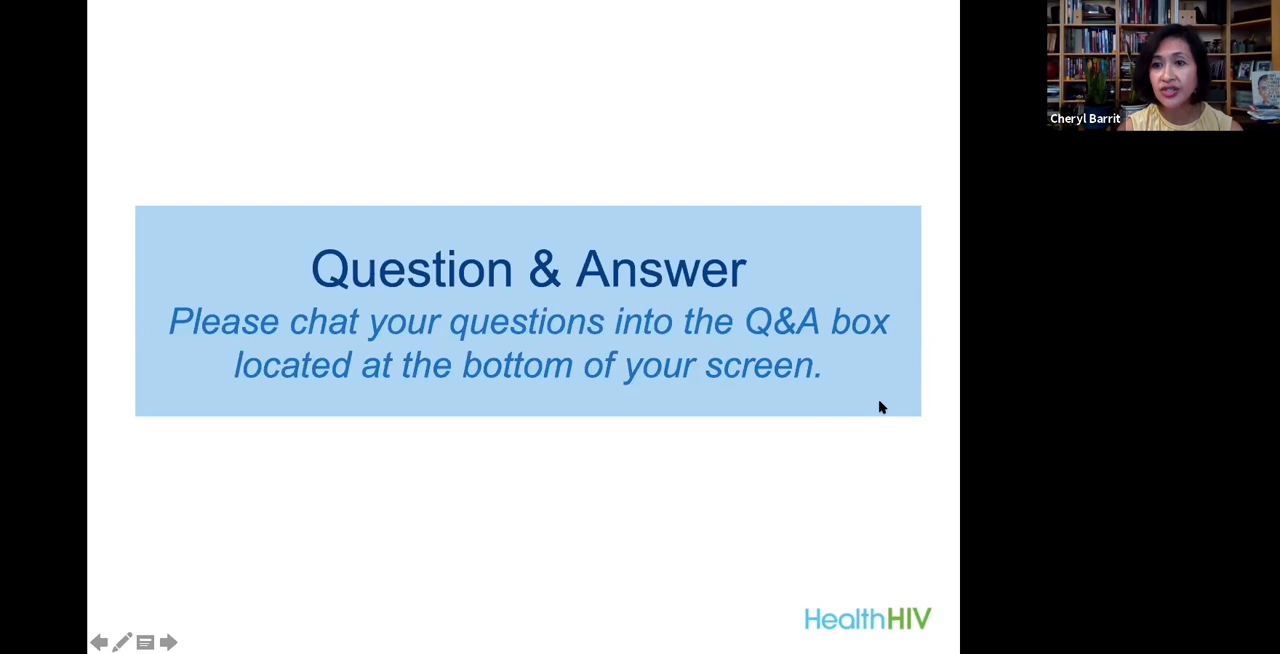 Question & Answer
Please chat your questions into the Q&A box
located at the bottom of your screen.
HealthHIV
Cheryl Barrit